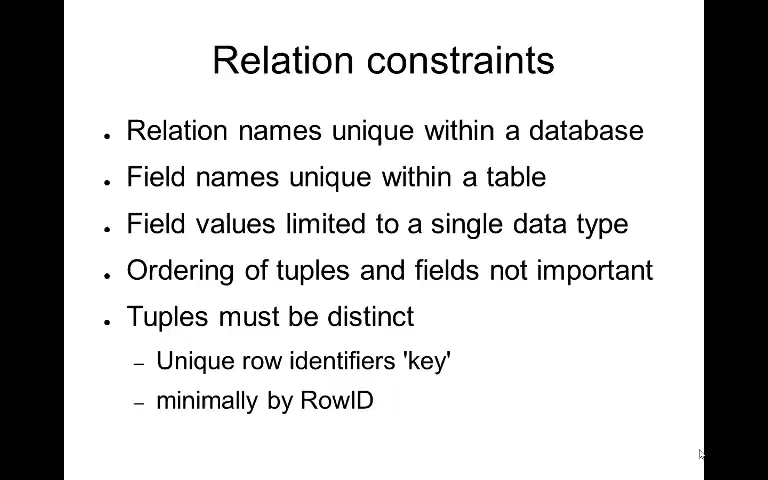 Relation constraints
● Relation names unique within a database
● Field names unique within a table
● Field values limited to a single data type
● Ordering of tuples and fields not important
● Tuples must be distinct
– Unique row identifiers 'key'
– minimally by RowID